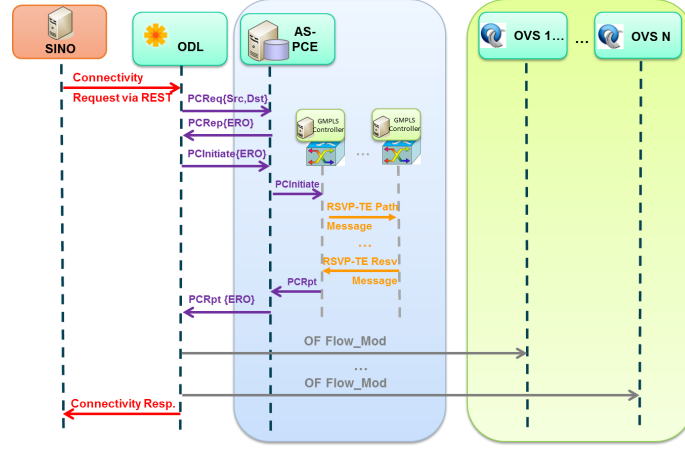 SINO
ODL
AS-
PCE
OVS 1...
...
OVS N
Connectivity
Request via REST
PCReq{Src,Dst}
PCRep{ERO}
GMPLS
Controller
...
GMPLS
Controller
PCInitiate{ERO}
PCInitiate
RSVP-TE Path
Message
...
RSVP-TE Resv
Message
PCRpt
PCRpt {ERO}
OF Flow_Mod
...
OF Flow_Mod
Connectivity Resp.